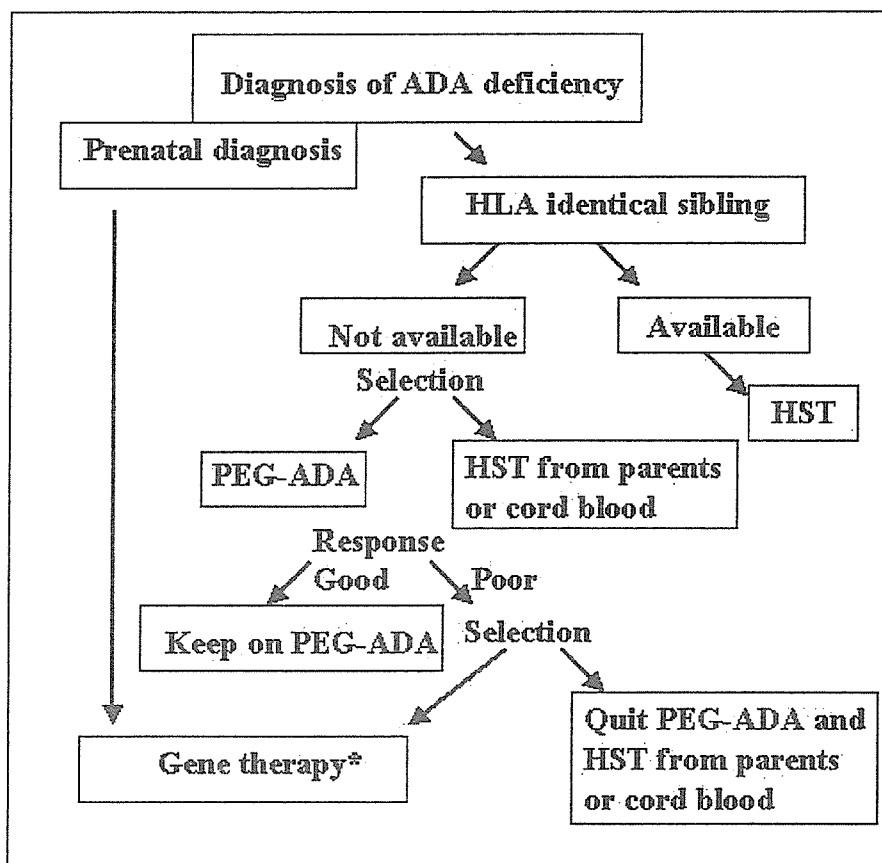 Diagnosis of ADA deficiency
Prenatal diagnosis
HLA identical sibling
Not available
Available
Selection
HST
PEG-ADA
HST from parents
or cord blood
Response
Good
Poor
Keep on PEG-ADA
Selection
Gene therapy*
Quit PEG-ADA and
HST from parents
or cord blood